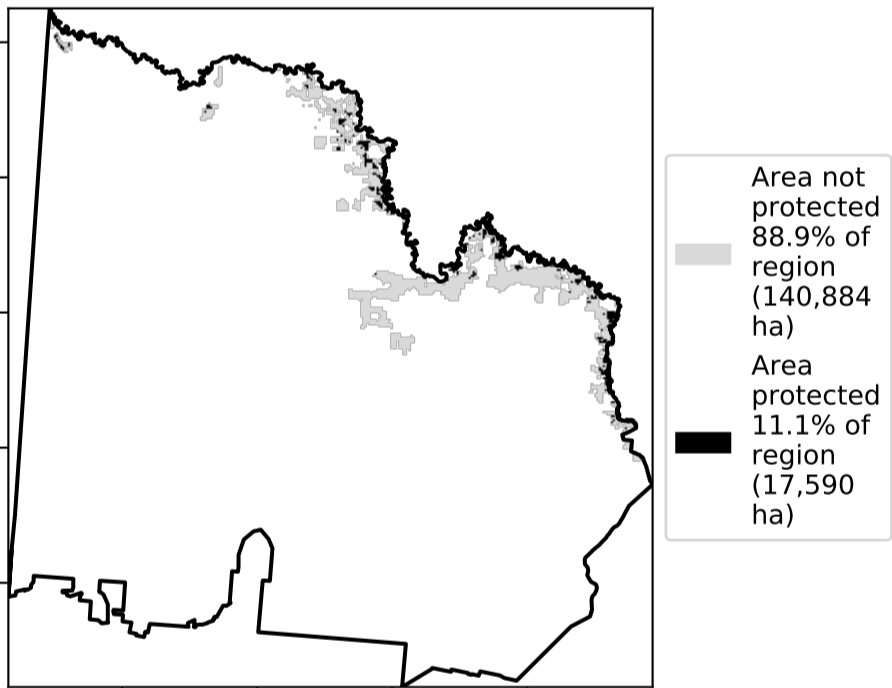 Area not
protected
88.9% of
region
(140,884
ha)
Area
protected
11.1% of
region
(17,590
ha)